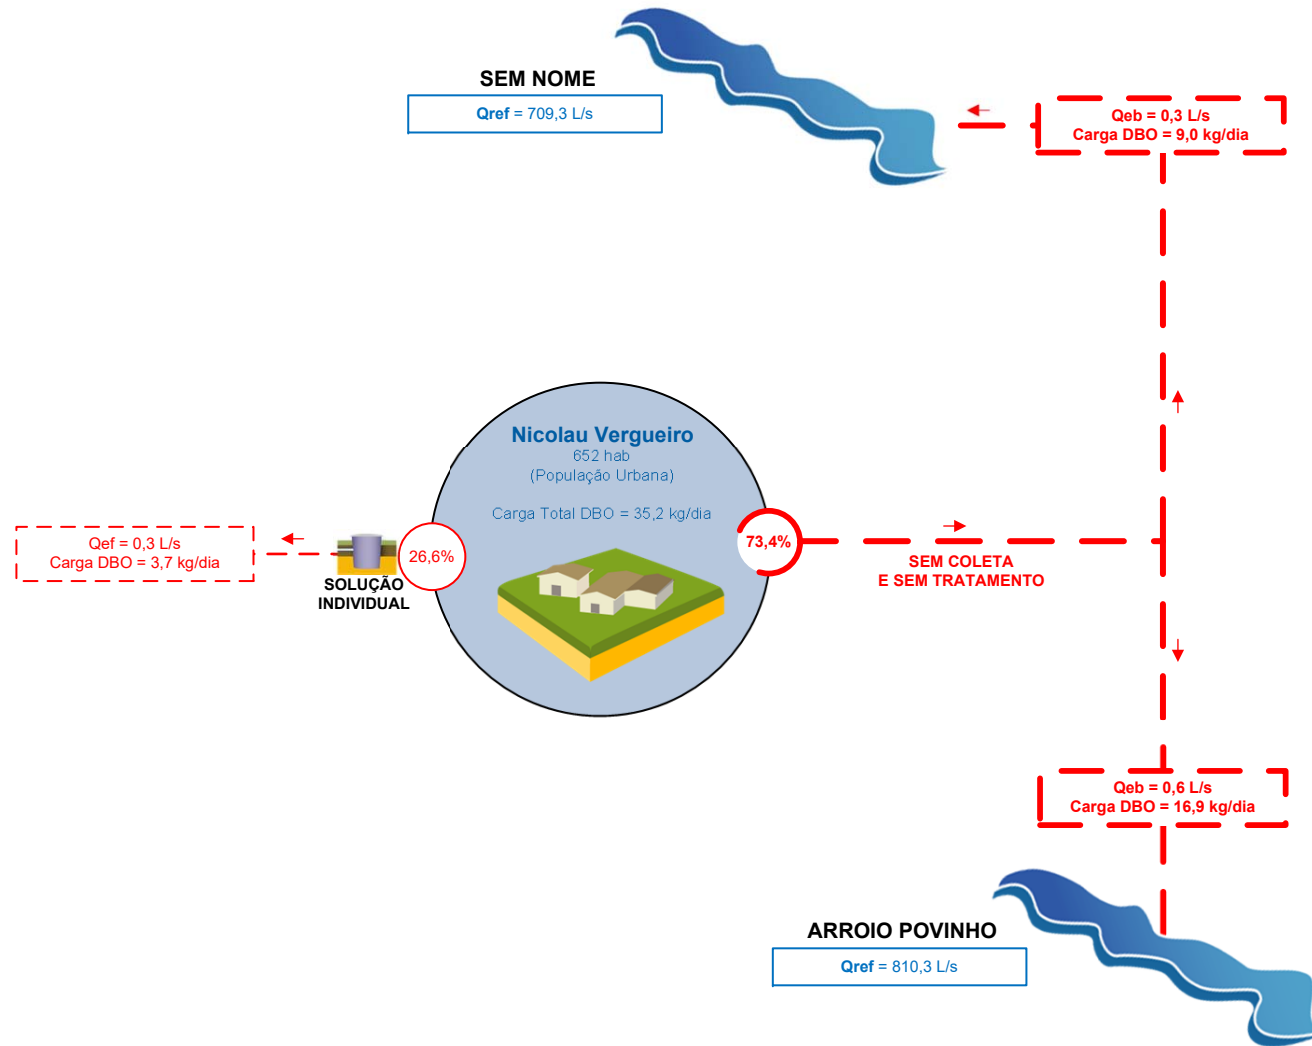 SEM NOME
Qref = 709,3 L/s
Qeb = 0,3 L/s
Carga DBO = 9,0 kg/dia
Nicolau Vergueiro
652 hab
(População Urbana)
Carga Total DBO = 35,2 kg/dia
Qef = 0,3 L/s
Carga DBO = 3,7 kg/dia
SOLUÇÃO
INDIVIDUAL
26,6%
73,4%
SEM COLETA
E SEM TRATAMENTO
Qeb = 0,6 L/s
Carga DBO = 16,9 kg/dia
ARROIO POVINHO
Qref = 810,3 L/s